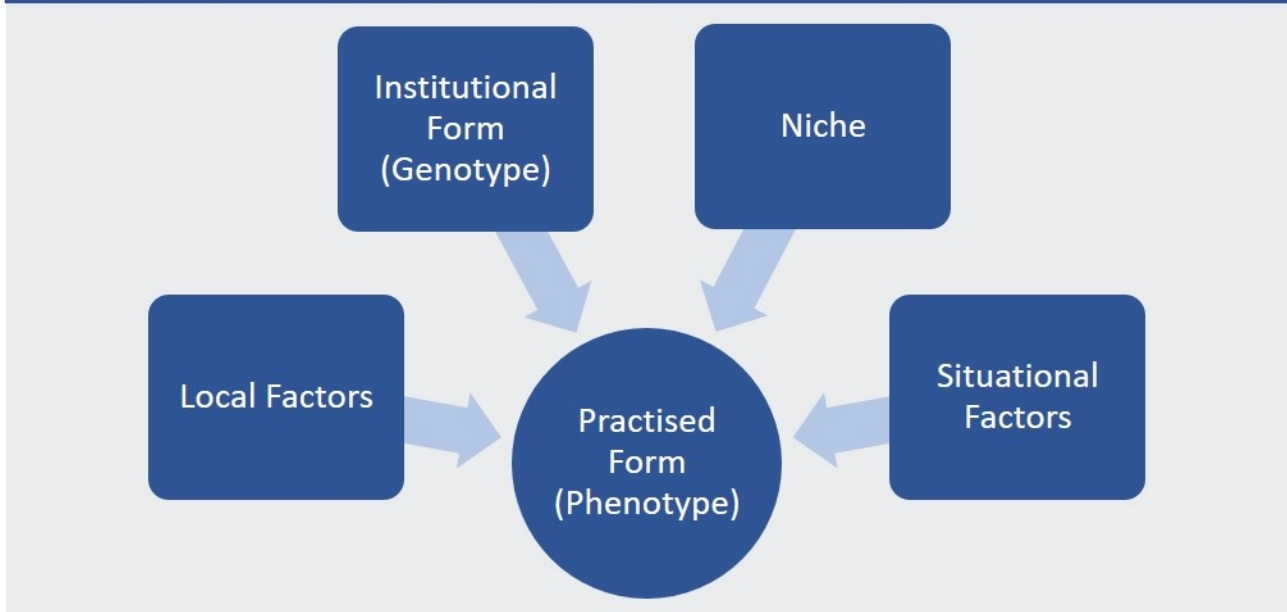 Institutional
Form
(Genotype)
Niche
Local Factors
Situational
Factors
Practised
Form
(Phenotype)